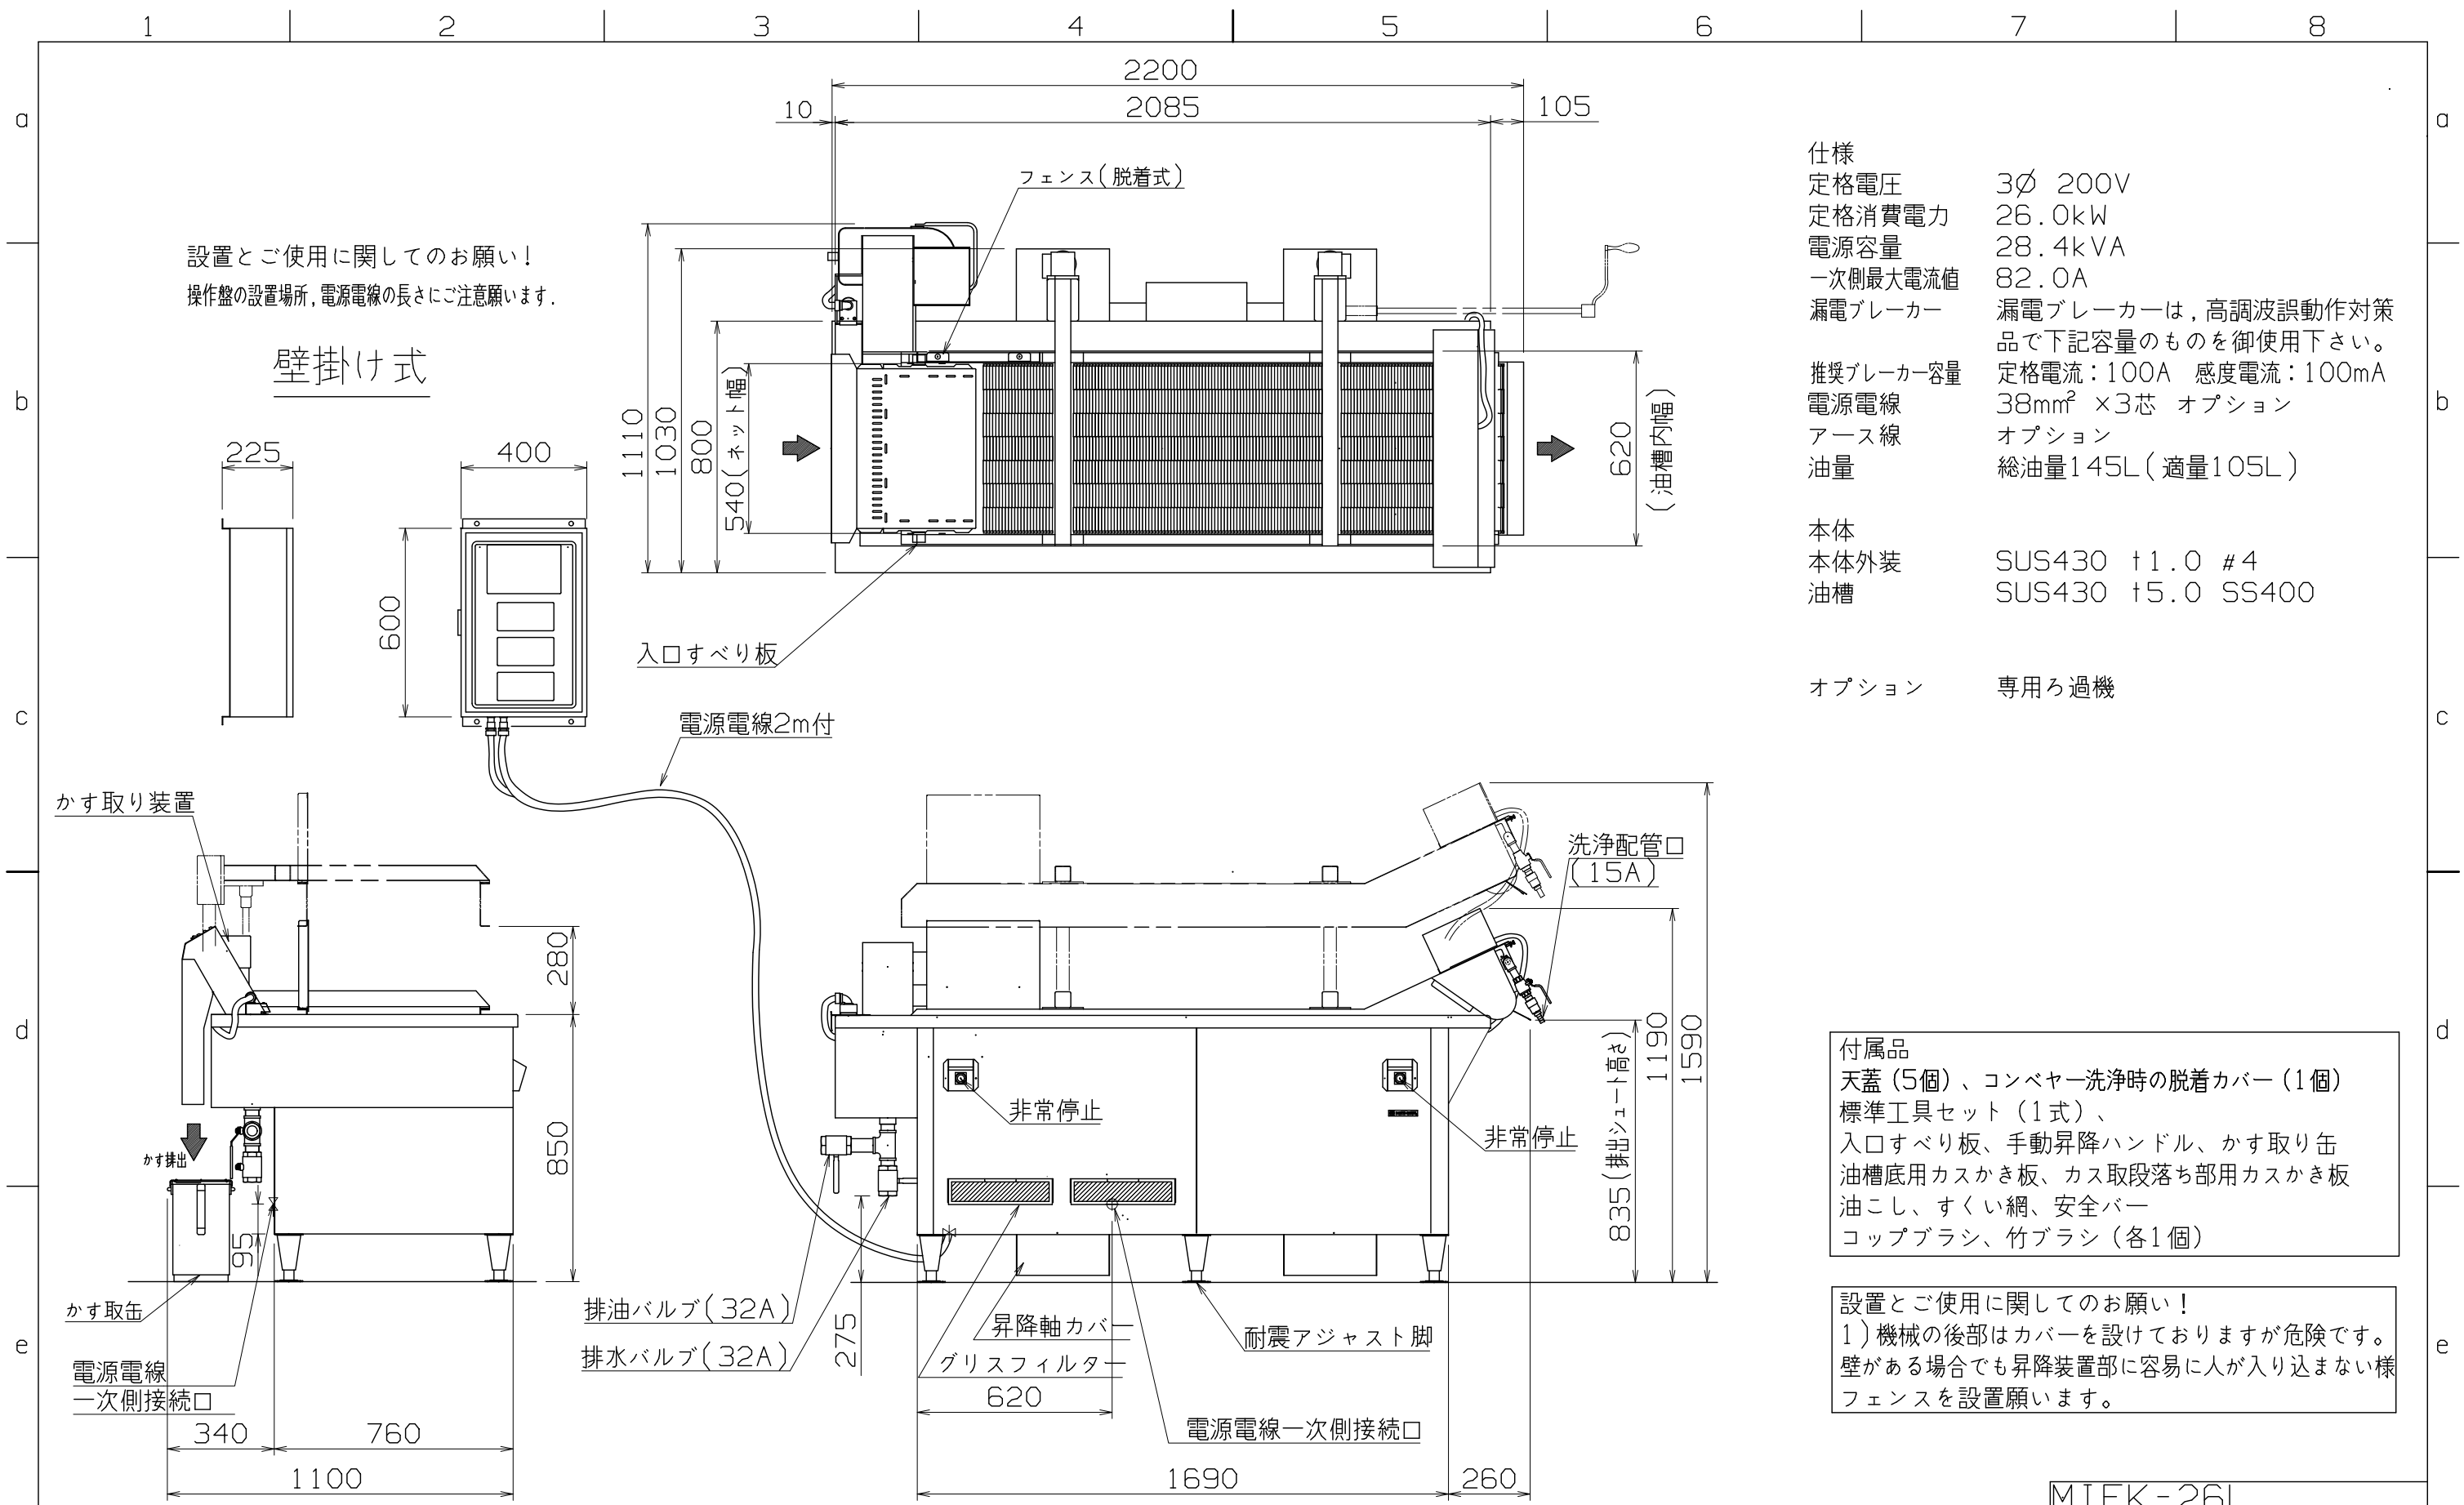 1 2 3 4 5 6 7 8
a a
b b
c c
d d
e e
2200
10 2085 105
フェンス(脱着式)
設置とご使用に関してのお願い!
操作盤の設置場所,電源電線の長さにご注意願います.
壁掛け式
225
400
600
1110
1030
800
540(ネット幅)
620
(油槽内幅)
入口すべり板
電源電線2m付
仕様
定格電圧 3Ø 200V
定格消費電力 26.0kW
電源容量 28.4kVA
一次側最大電流値 82.0A
漏電ブレーカー 漏電ブレーカーは,高調波誤動作対策
品で下記容量のものを御使用下さい。
推奨ブレーカー容量 定格電流:100A 感度電流:100mA
電源電線 38mm² ×3芯 オプション
アース線 オプション
油量 総油量145L(適量105L)
本体
本体外装 SUS430 t1.0 #4
油槽 SUS430 t5.0 SS400
オプション 専用ろ過機
かす取り装置
280
850
かす排出
95
かす取缶
電源電線
一次側接続口
340 760
1100
洗浄配管口
(15A)
非常停止
非常停止
835(排出シュート高さ)
1190
1590
排油バルブ(32A)
排水バルブ(32A)
275
昇降軸カバー
グリスフィルター
耐震アジャスト脚
620
電源電線一次側接続口
1690 260
付属品
天蓋(5個)、コンベヤー洗浄時の脱着カバー(1個)
標準工具セット(1式)、
入口すべり板、手動昇降ハンドル、かす取り缶
油槽底用カスかき板、カス取段落ち部用カスかき板
油こし、すくい網、安全バー
コップブラシ、竹ブラシ(各1個)
設置とご使用に関してのお願い!
1)機械の後部はカバーを設けておりますが危険です。
壁がある場合でも昇降装置部に容易に人が入り込まない様
フェンスを設置願います。